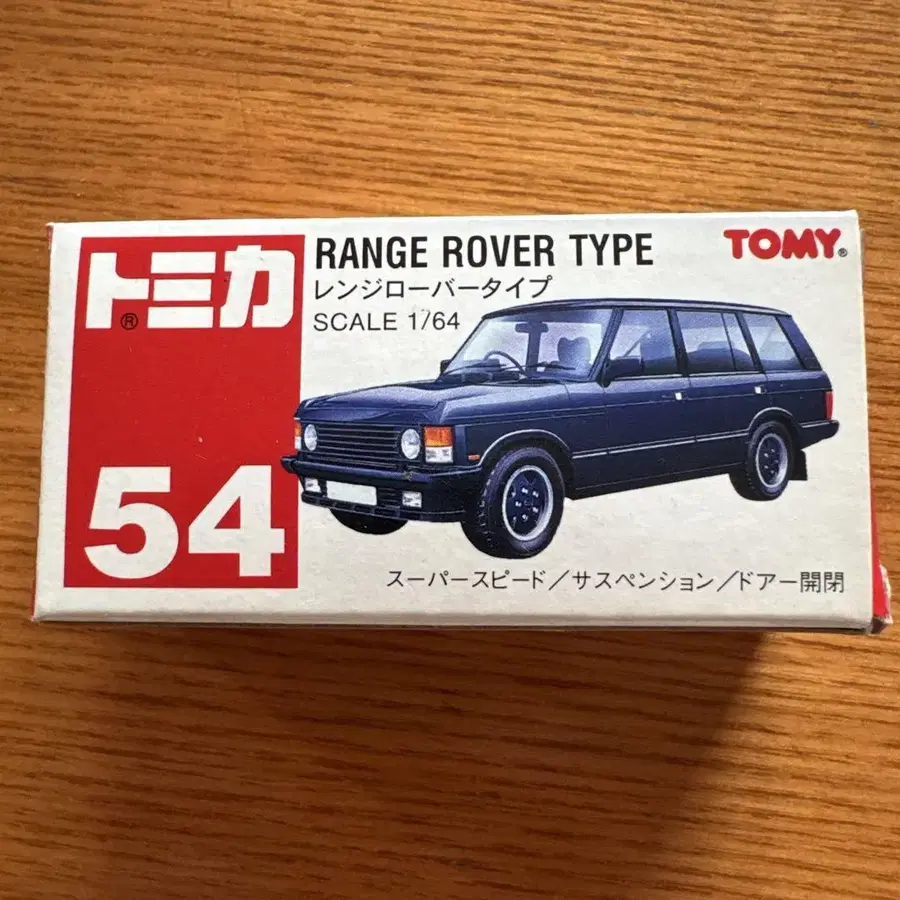 トミカ®
RANGE ROVER TYPE
TOMY®
レンジローバータイプ
SCALE 1/64
54
スーパースピード/サスペンション/ドアー開閉